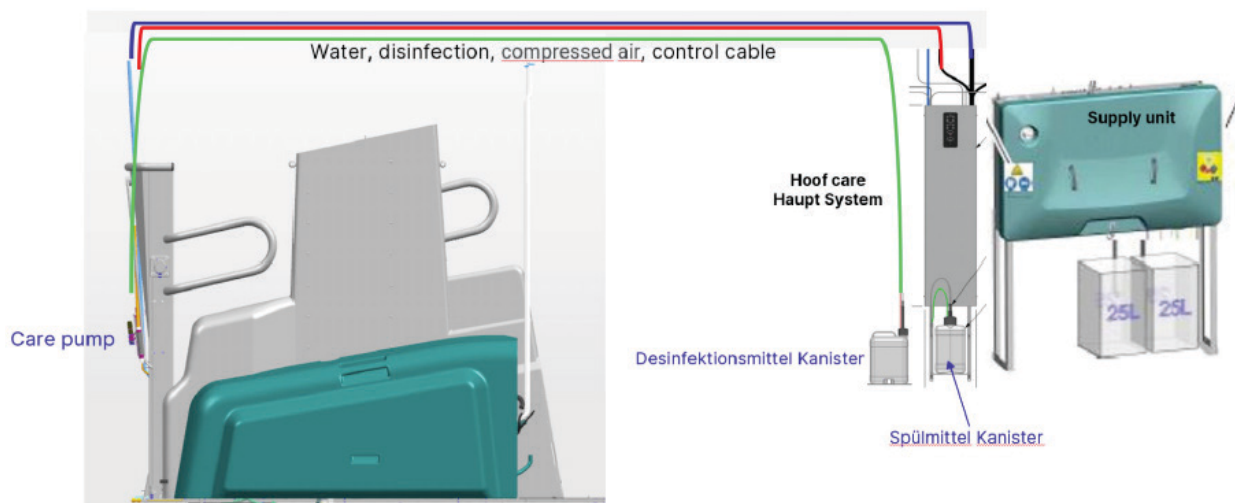 Water, disinfection, compressed air, control cable
Supply unit
Hoof care
Haupt System
Care pump
Desinfektionsmittel Kanister
25L
25L
Spülmittel Kanister